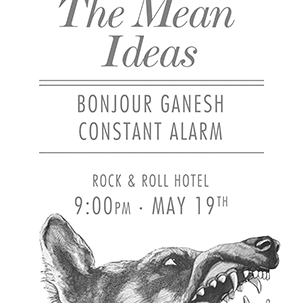 The Mean
Ideas
BONJOUR GANESH
CONSTANT ALARM
ROCK & ROLL HOTEL
9:00PM · MAY 19TH